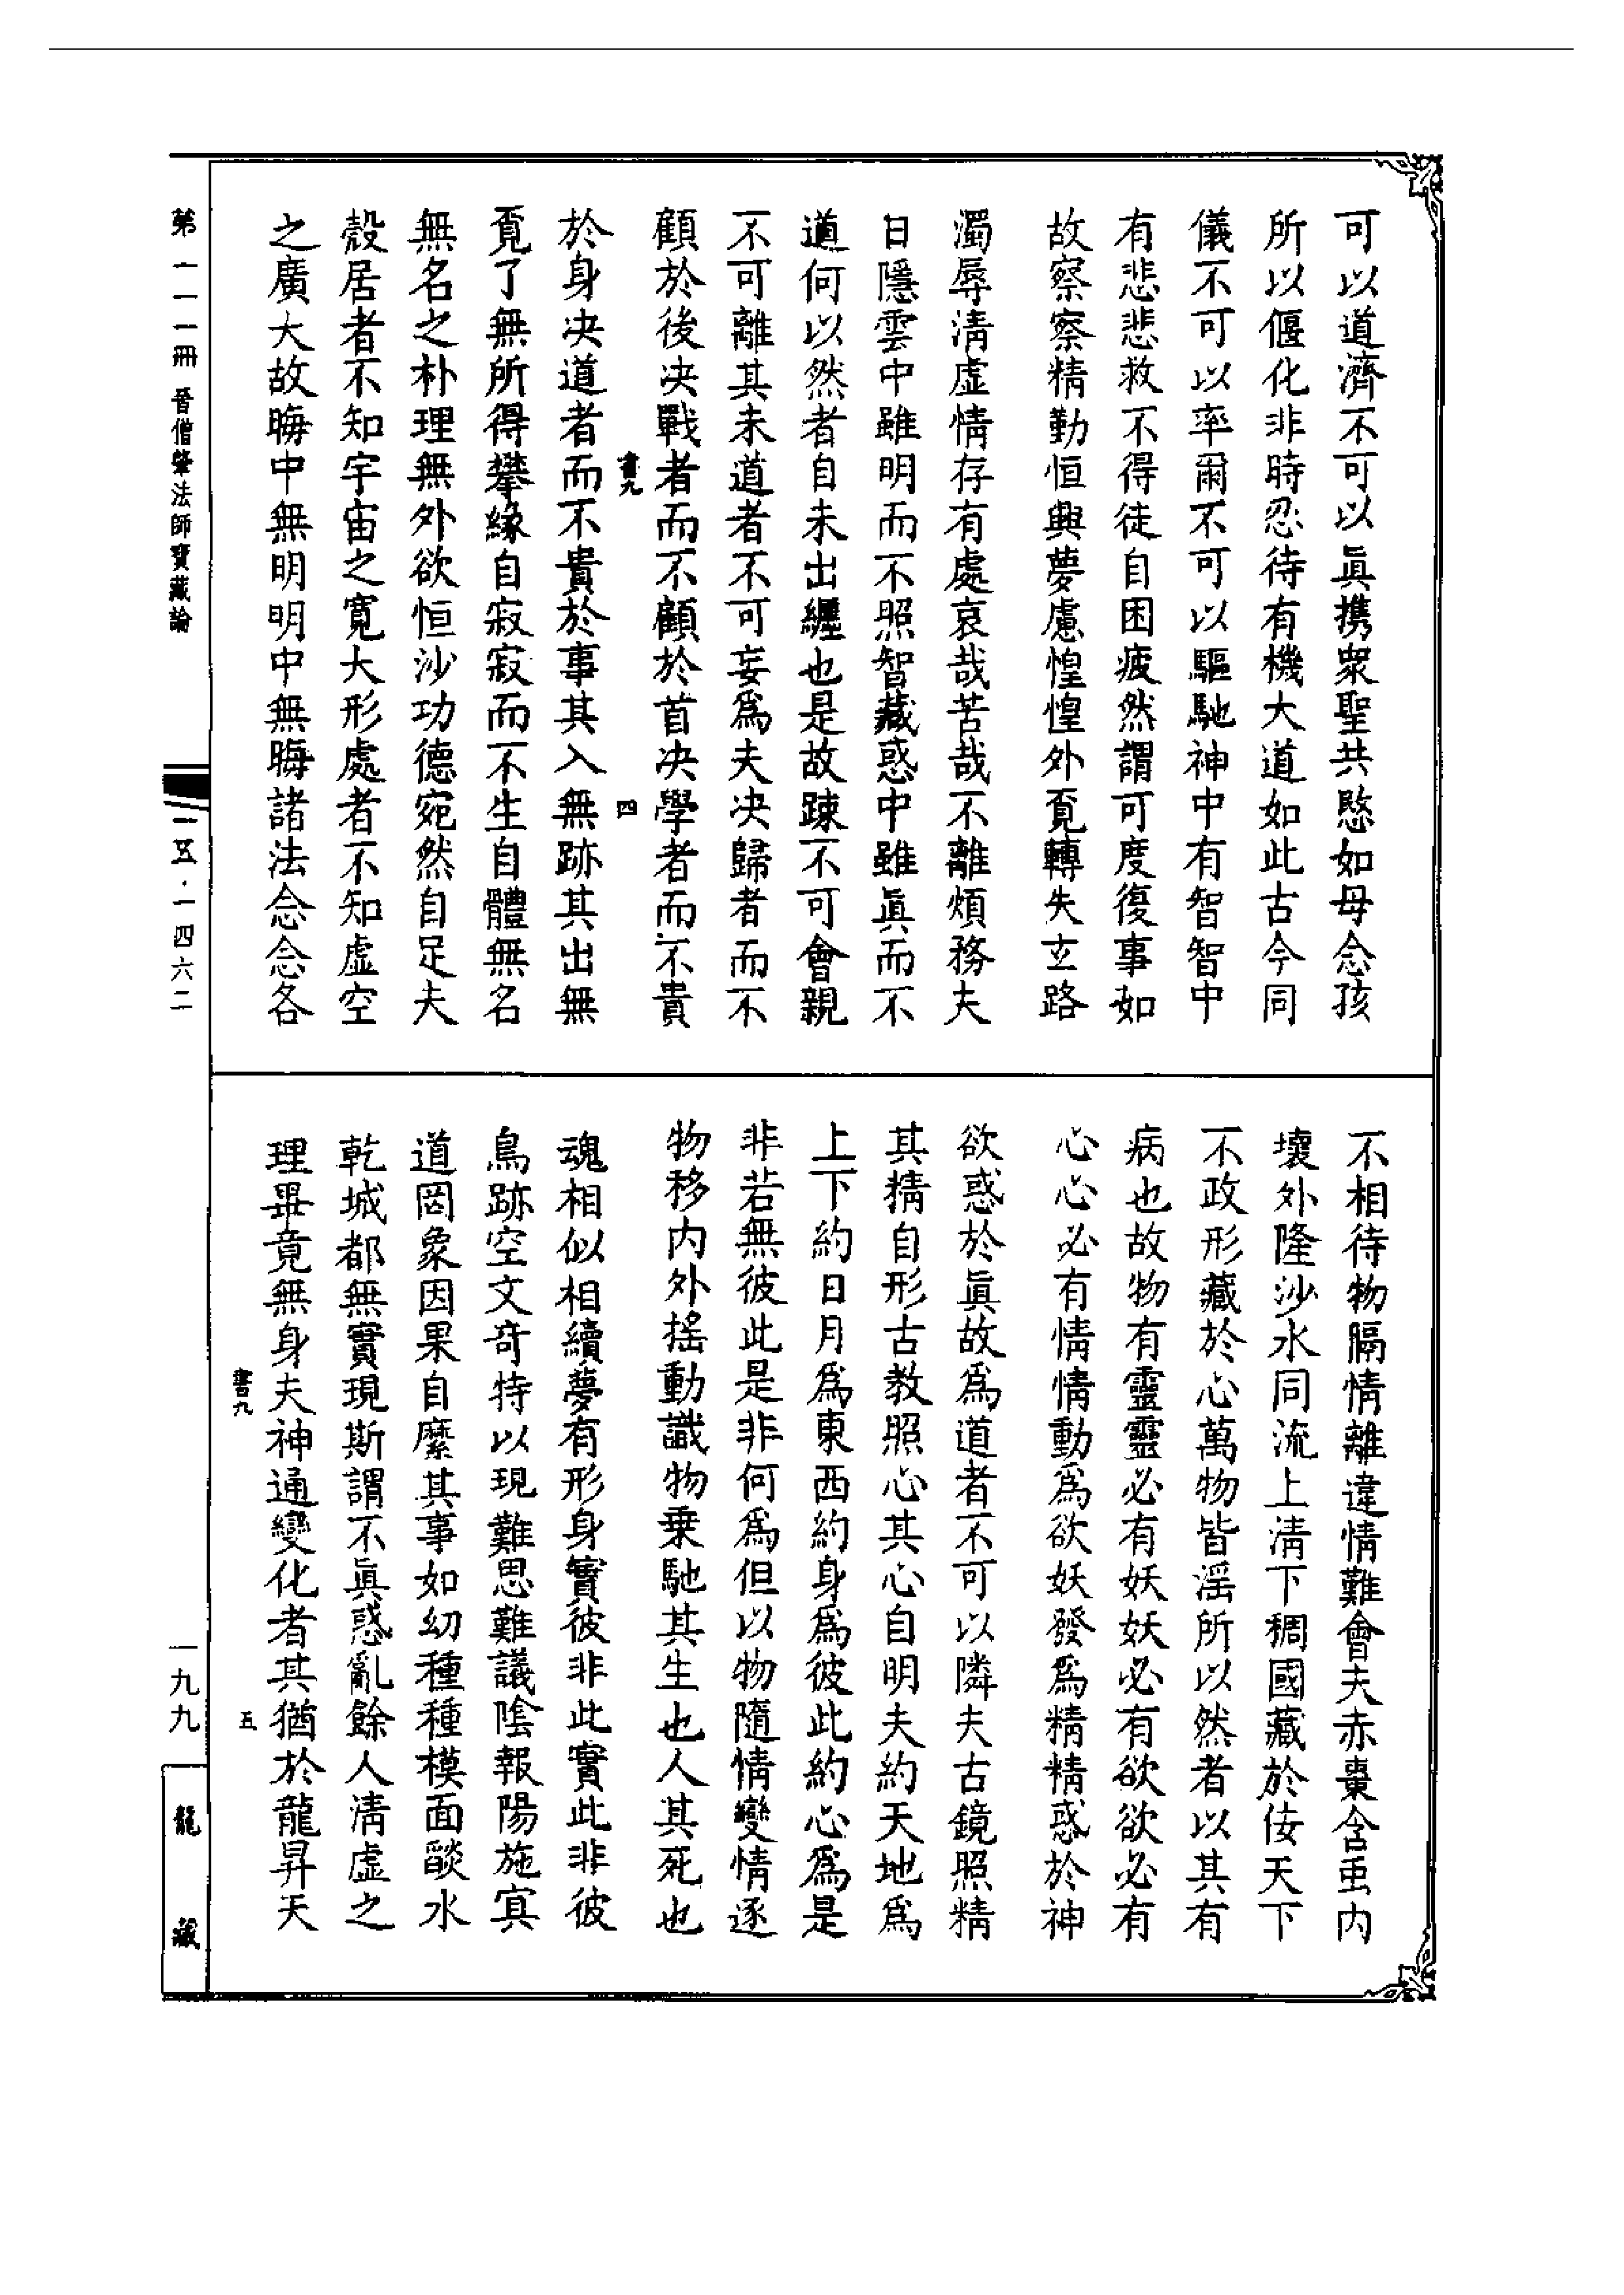 可以道濟不可以眞携衆聖共愍如母念孩
所以偃化非時忍待有機大道如此古今同
儀不可以率爾不可以驅馳神中有智智中
有悲悲救不得徒自困疲然謂可度復事如
故察察精勤恒興夢慮惶惶外覓轉失玄路
濁辱清虛情存有處哀哉苦哉不離煩務夫
日隱雲中雖明而不照智藏惑中雖眞而不
道何以然者自未出纏也是故踈不可會親
不可離其未道者不可妄爲夫决歸者而不
顧於後决戰者而不顧於首决學者而不貴
書九 四
於身决道者而不貴於事其入無跡其出無
覓了無所得攀緣自寂寂而不生自體無名
無名之朴理無外欲恒沙功德宛然自足夫
殼居者不知宇宙之寬大形處者不知虛空
之廣大故晦中無明明中無晦諸法念念各
不相待物膈情離違情難會夫赤棗含䖝内
壞外隆沙水同流上清下稠國藏於佞天下
不政形藏於心萬物皆淫所以然者以其有
病也故物有靈靈必有妖妖必有欲欲必有
心心必有情情動爲欲妖發爲精精惑於神
欲惑於眞故爲道者不可以隣夫古鏡照精
其精自形古教照心其心自明夫約天地爲
上下約日月爲東西約身爲彼此約心爲是
非若無彼此是非何爲但以物隨情變情逐
物移内外搖動識物乗馳其生也人其死也
魂相似相續夢有形身實彼非此實此非彼
鳥跡空文竒特以現難思難議陰報陽施㝠
道罔象因果自縻其事如幻種種模面燄水
乾城都無實現斯謂不眞惑亂餘人清虛之
理畢竟無身夫神通變化者其猶於龍昇天
書九 五
第一一一冊 晉僧肇法師寶藏論
一五·一四六二
一九九
龍藏